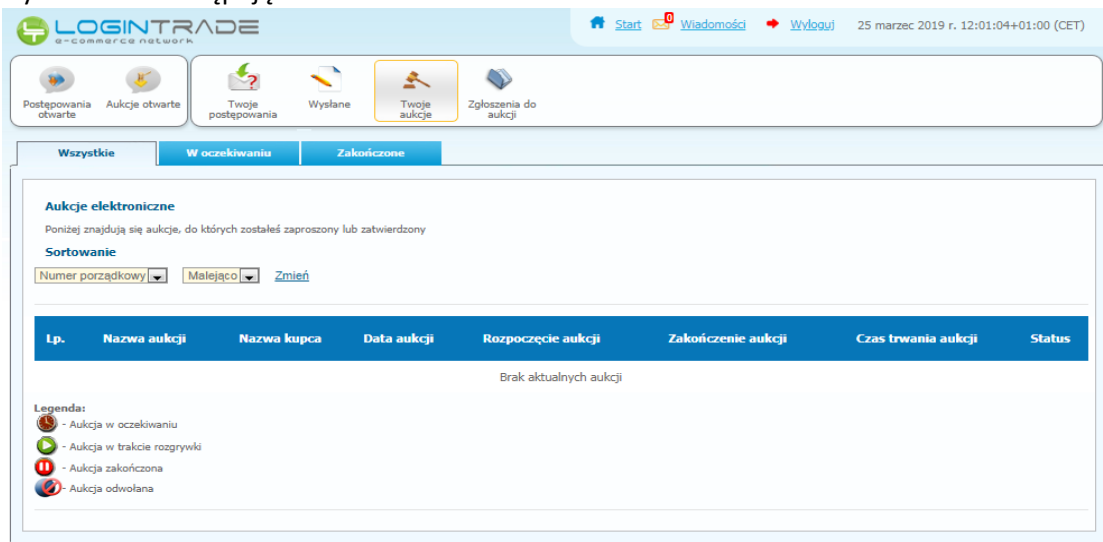 LOGINTRADE
e-commerce network
Start 0 Wiadomości Wyloguj 25 marzec 2019 r. 12:01:04+01:00 (CET)
Postępowania otwarte
Aukcje otwarte
Twoje postępowania
Wysłane
Twoje aukcje
Zgłoszenia do aukcji
Wszystkie W oczekiwaniu Zakończone
Aukcje elektroniczne
Poniżej znajdują się aukcje, do których zostałeś zaproszony lub zatwierdzony
Sortowanie
Numer porządkowy Malejąco Zmień
Lp. Nazwa aukcji Nazwa kupca Data aukcji Rozpoczęcie aukcji Zakończenie aukcji Czas trwania aukcji Status
Brak aktualnych aukcji
Legenda:
- Aukcja w oczekiwaniu
- Aukcja w trakcie rozgrywki
- Aukcja zakończona
- Aukcja odwołana